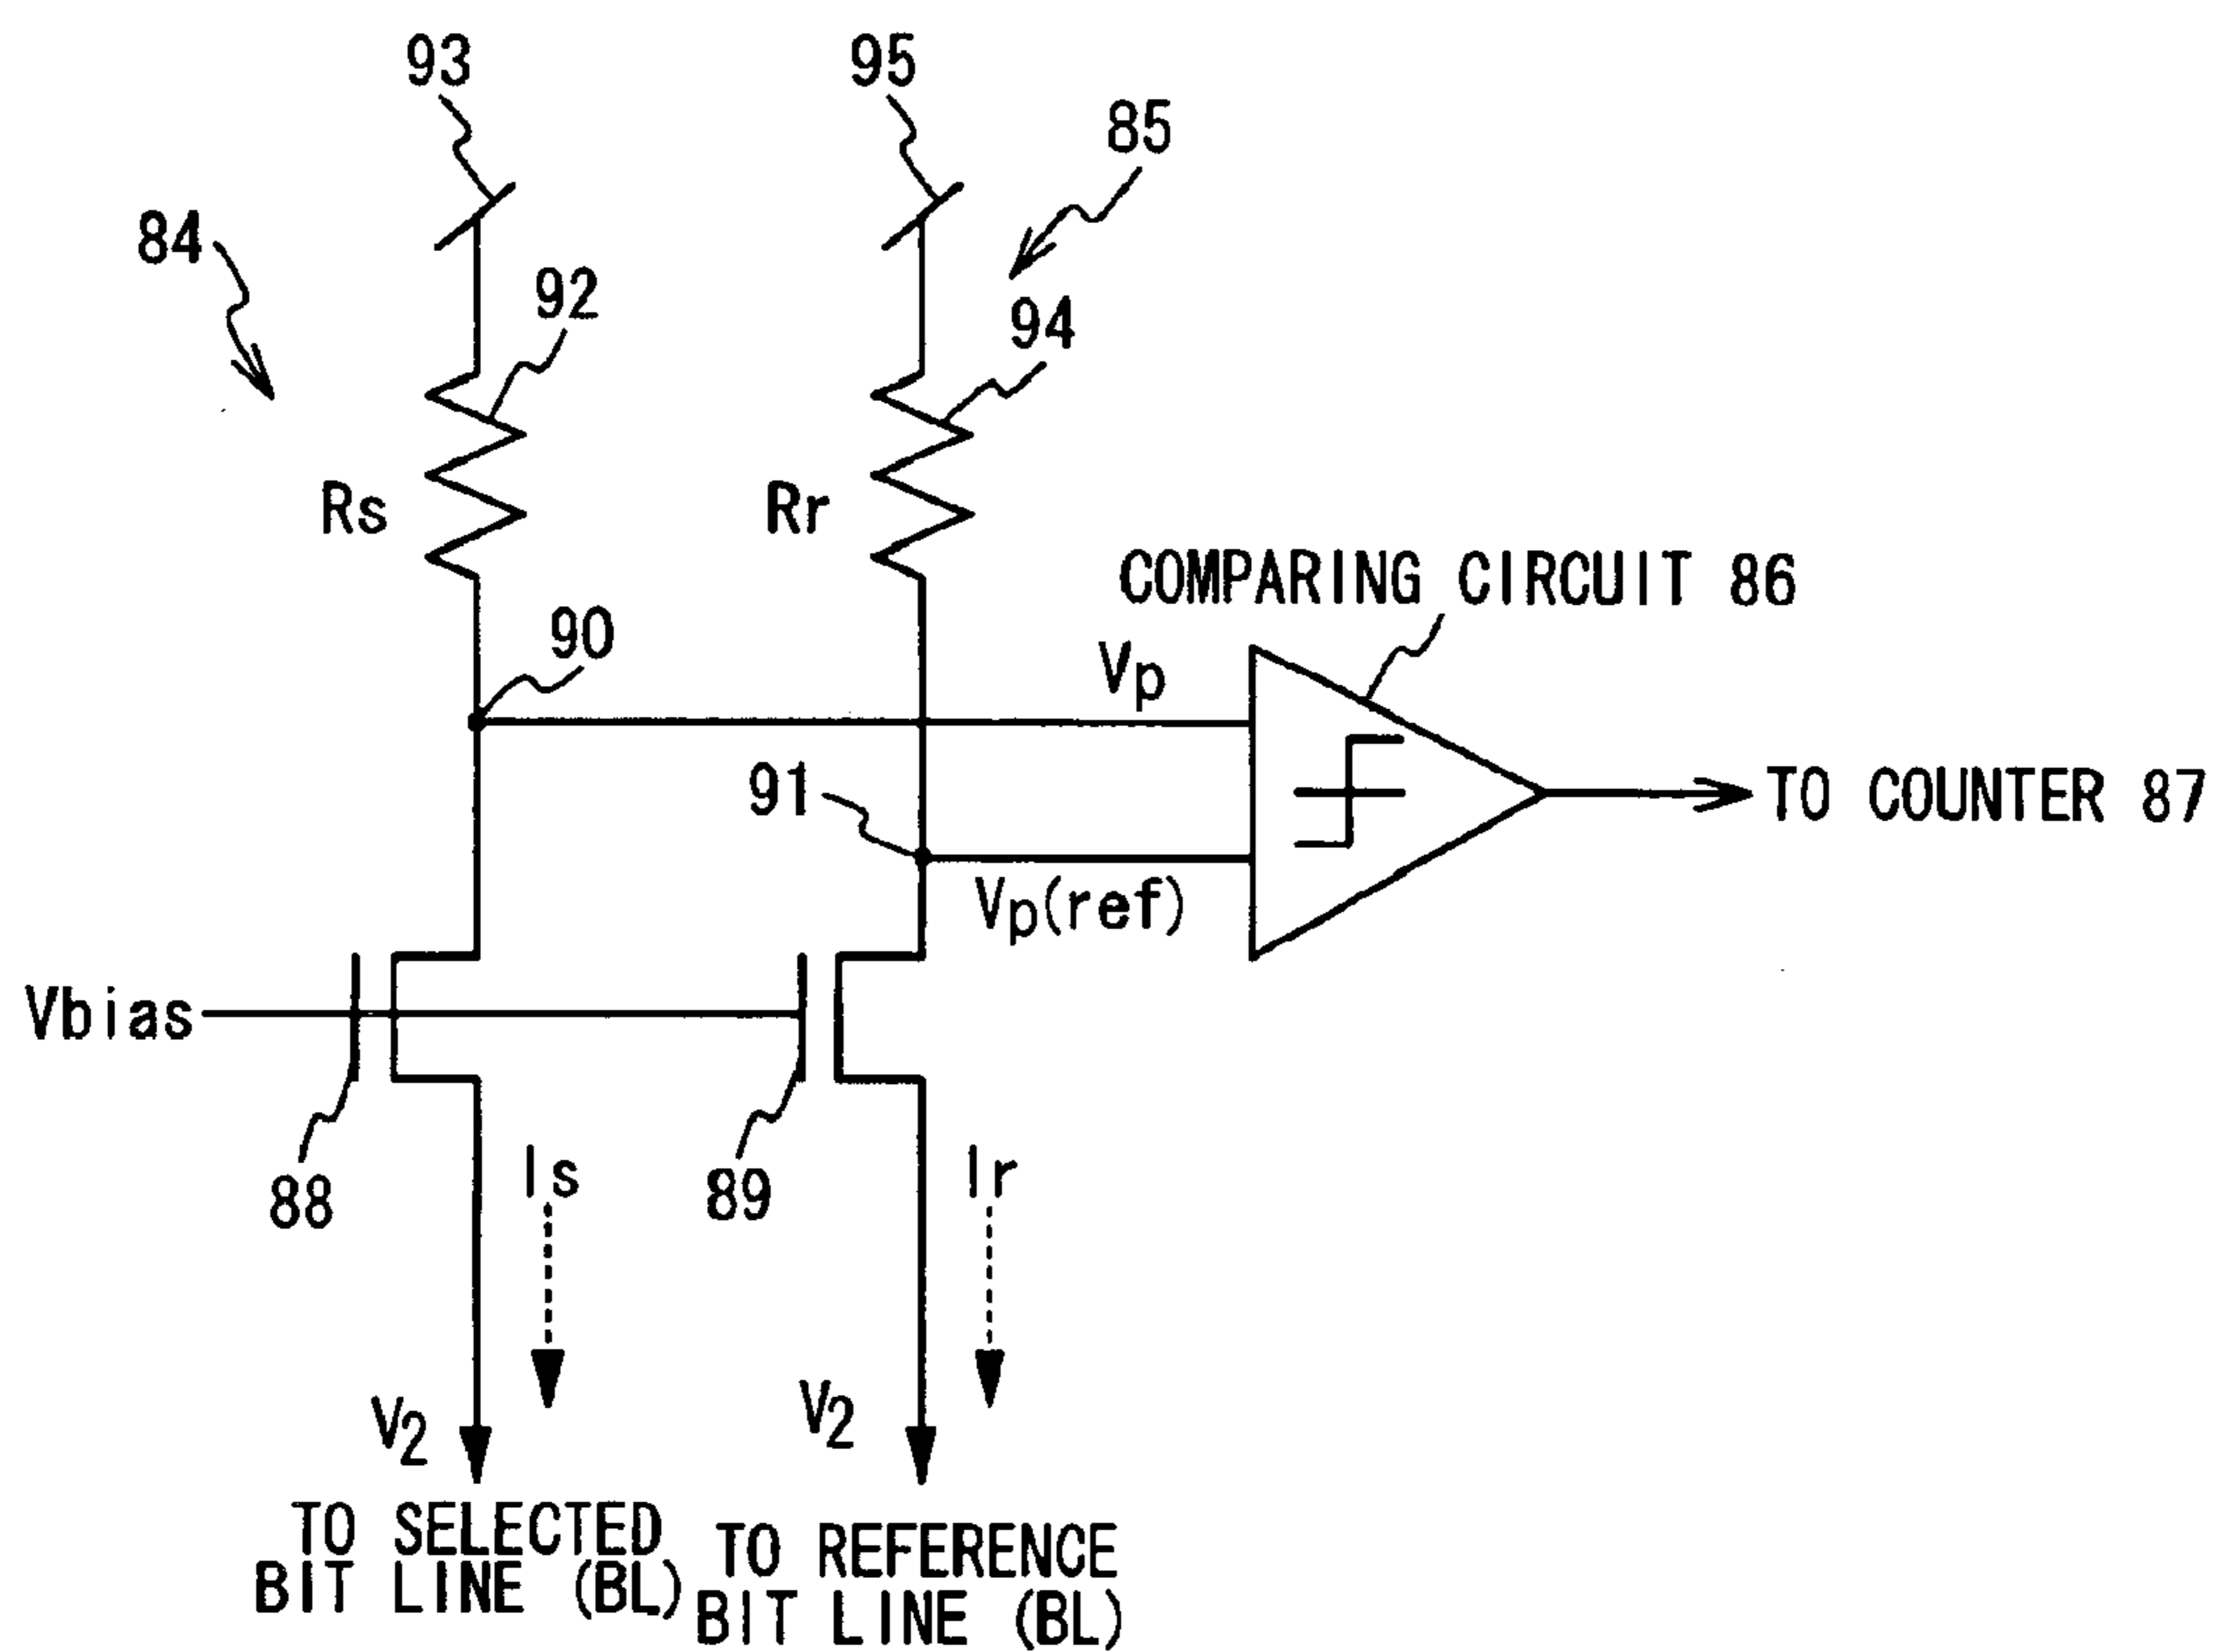 93
95
85
84
92
94
Rs
Rr
COMPARING CIRCUIT 86
90
Vp
91
TO COUNTER 87
Vp(ref)
Vbias
88
Is
89
Ir
V2
V2
TO SELECTED
BIT LINE (BL)
TO REFERENCE
BIT LINE (BL)